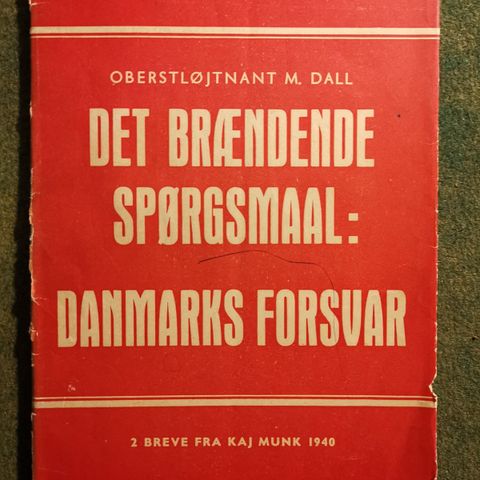 OBERSTLØJTNANT M. DALL
DET BRÆNDENDE
SPØRGSMAAL:
DANMARKS FORSVAR
2 BREVE FRA KAJ MUNK 1940